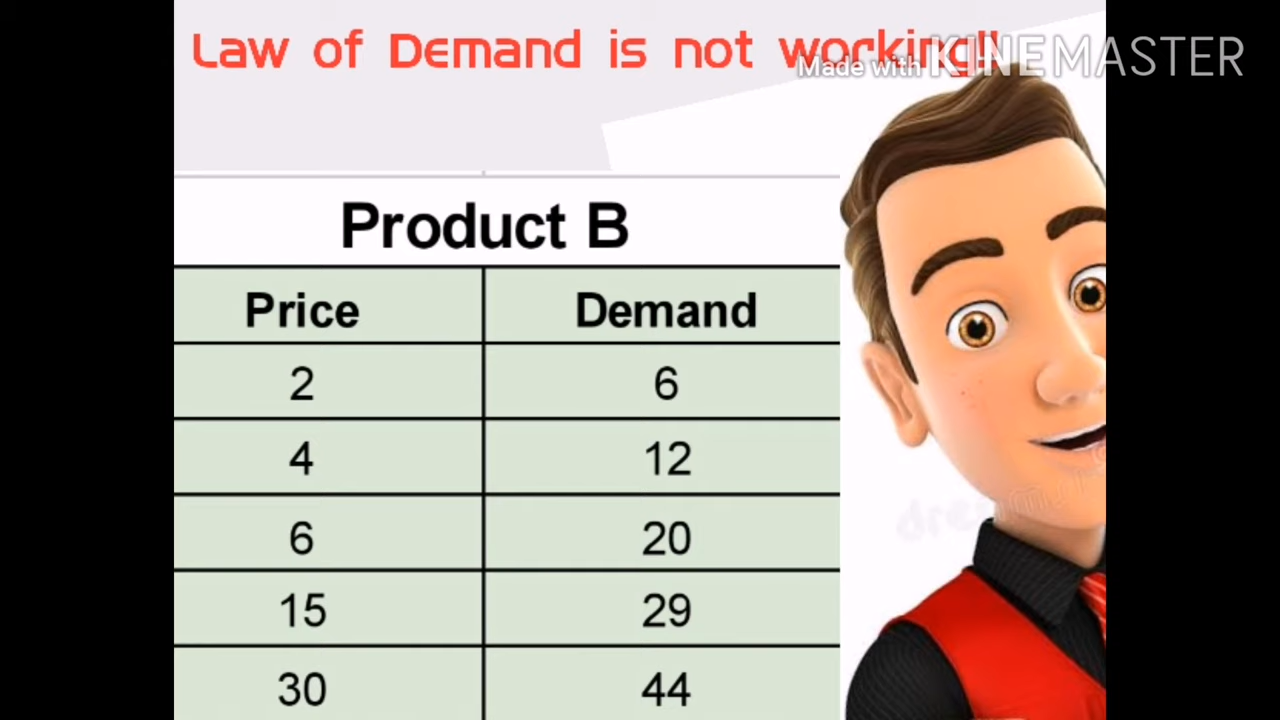 Law of Demand is not working!!
Made with KINEMASTER
Product B
Price Demand
2 6
4 12
6 20
15 29
30 44